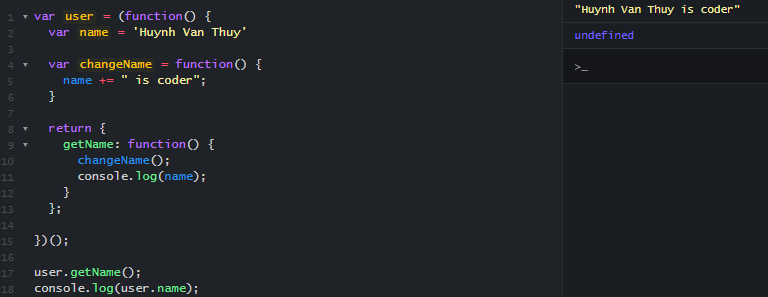 1 var user = (function() {
2 var name = 'Huynh Van Thuy'
3
4 var changeName = function() {
5 name += " is coder";
6 }
7
8 return {
9 getName: function() {
10 changeName();
11 console.log(name);
12 }
13 };
14
15 })();
16
17 user.getName();
18 console.log(user.name);
"Huynh Van Thuy is coder"
undefined
>_